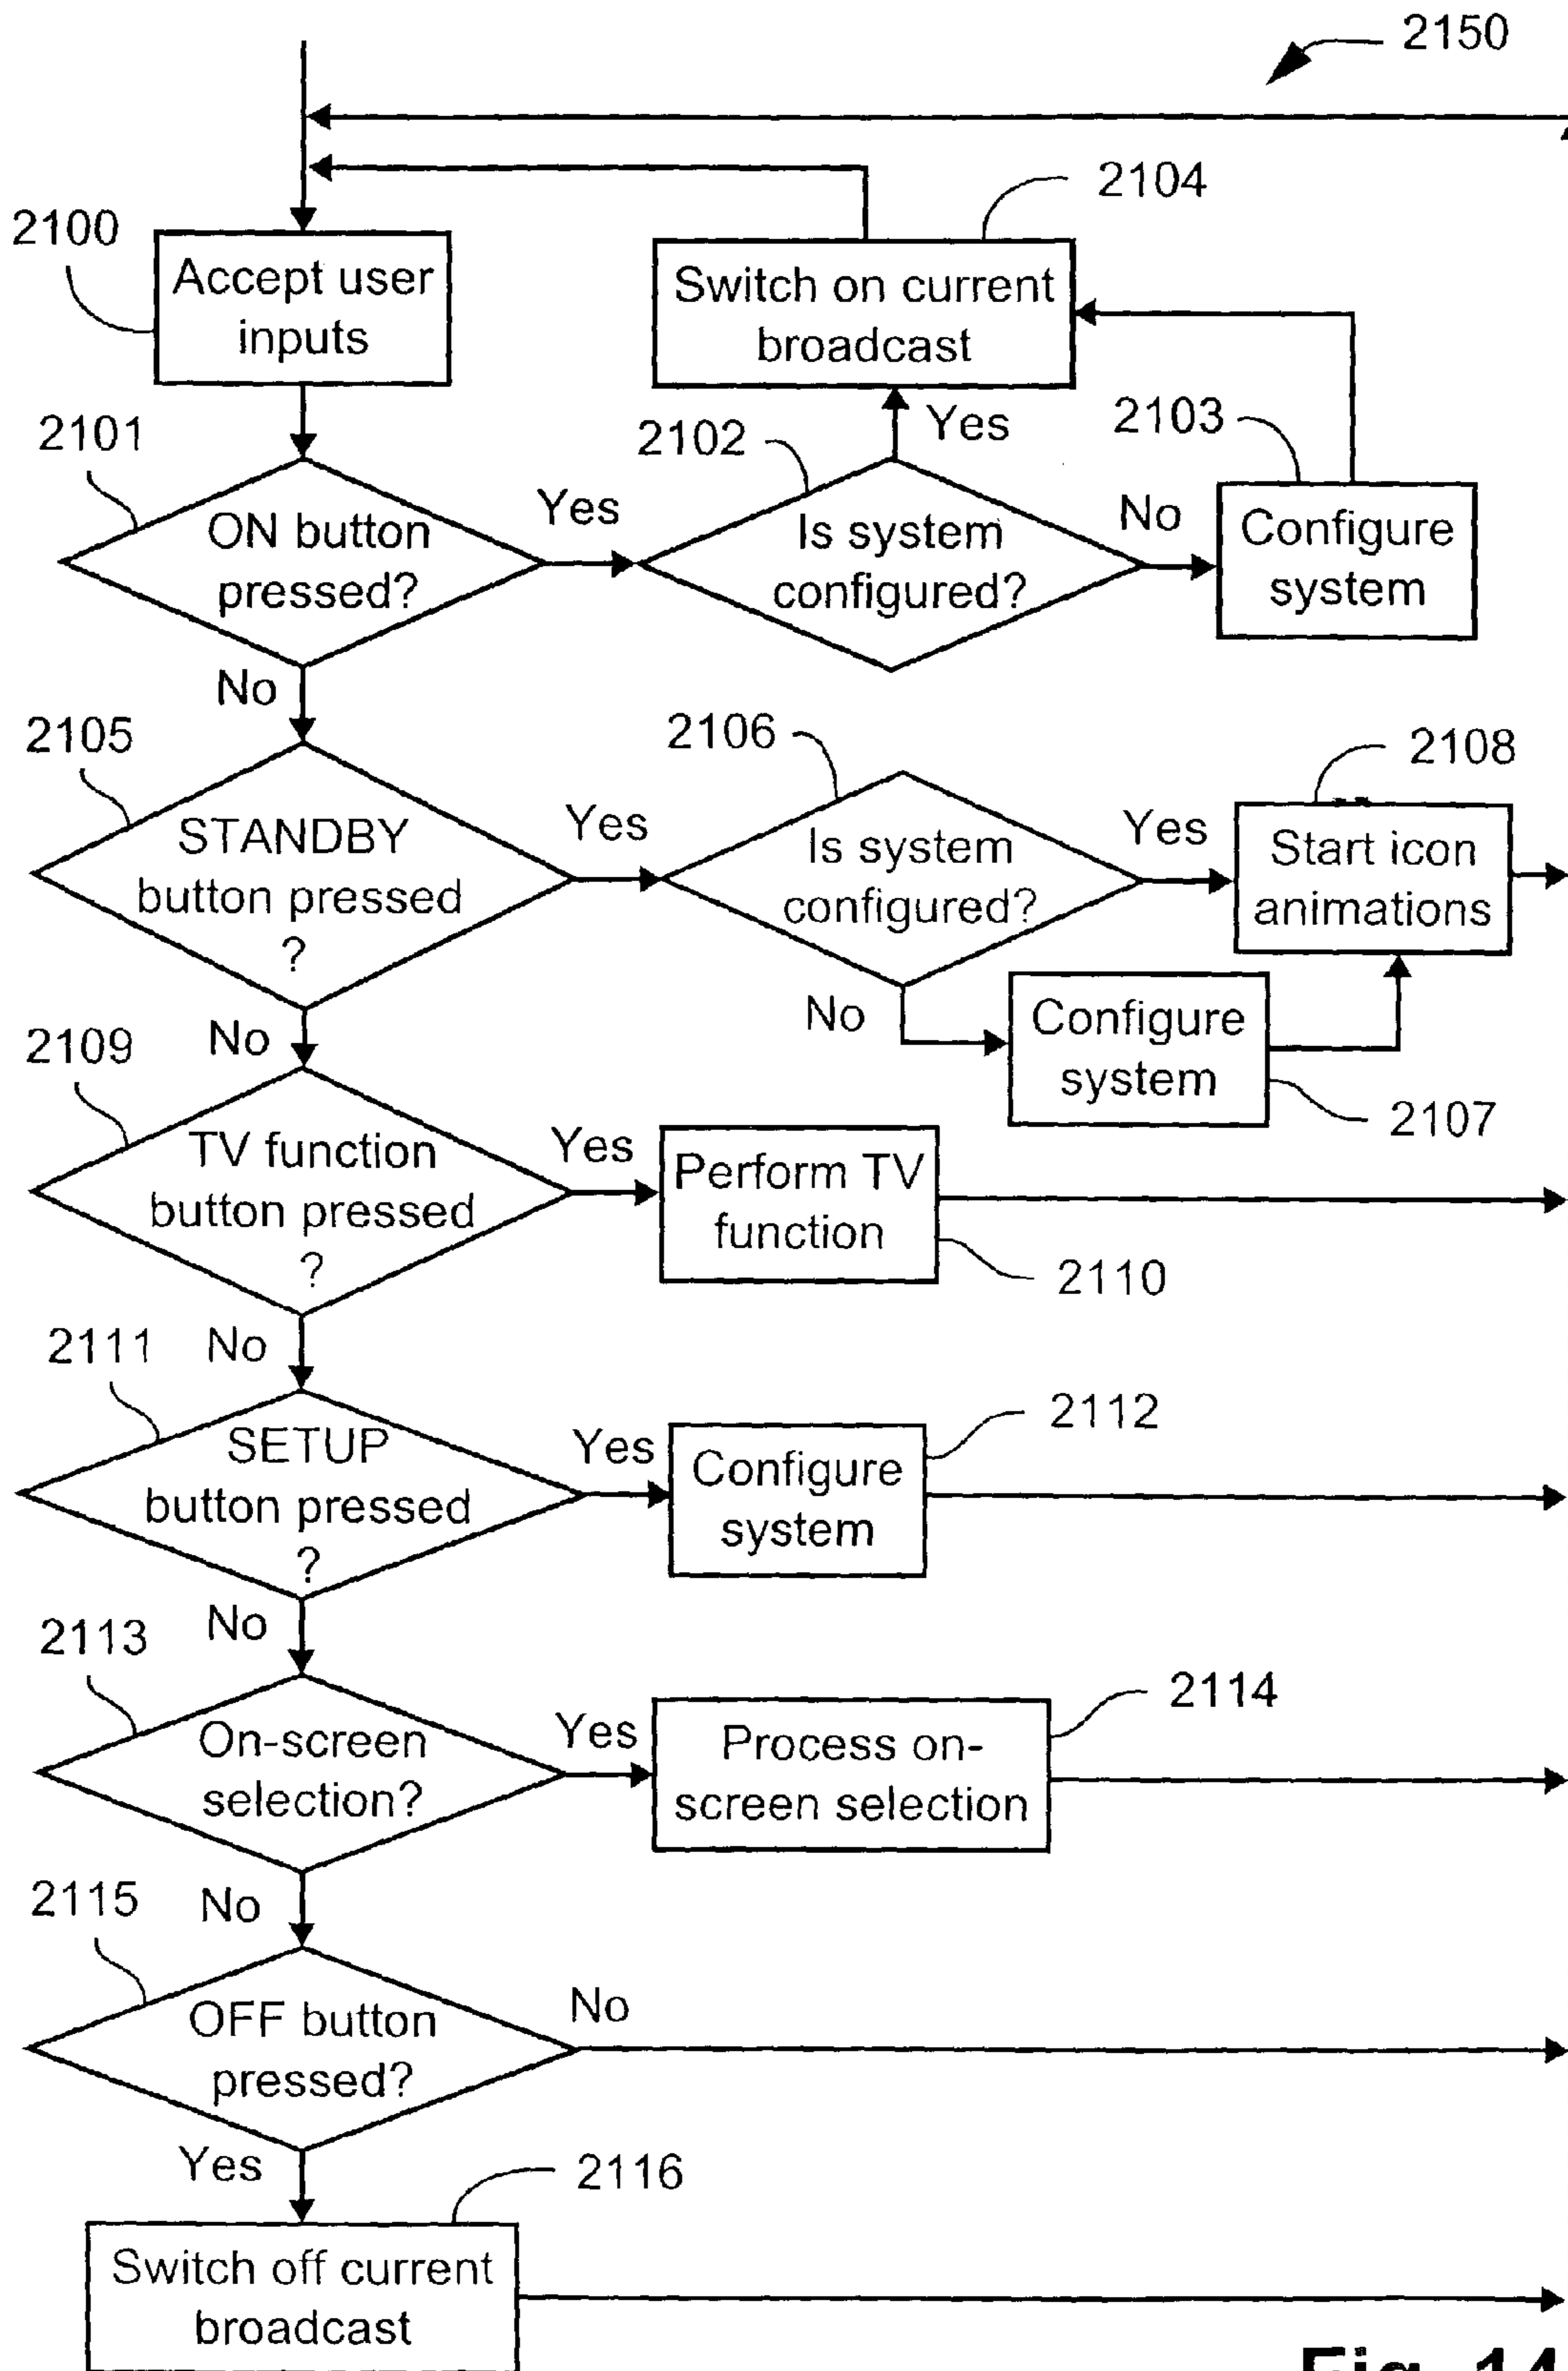 2150
2104
2100
Accept user
inputs
Switch on current
broadcast
2101
2102
Yes
2103
ON button
pressed?
Yes
Is system
configured?
No
Configure
system
No
2105
2106
2108
STANDBY
button pressed
?
Yes
Is system
configured?
Yes
Start icon
animations
No
2109
No
Configure
system
2107
TV function
button pressed
?
Yes
Perform TV
function
2110
2111
No
2112
SETUP
button pressed
?
Yes
Configure
system
No
2113
2114
On-screen
selection?
Yes
Process on-
screen selection
2115
No
OFF button
pressed?
No
Yes
2116
Switch off current
broadcast
Fig. 14